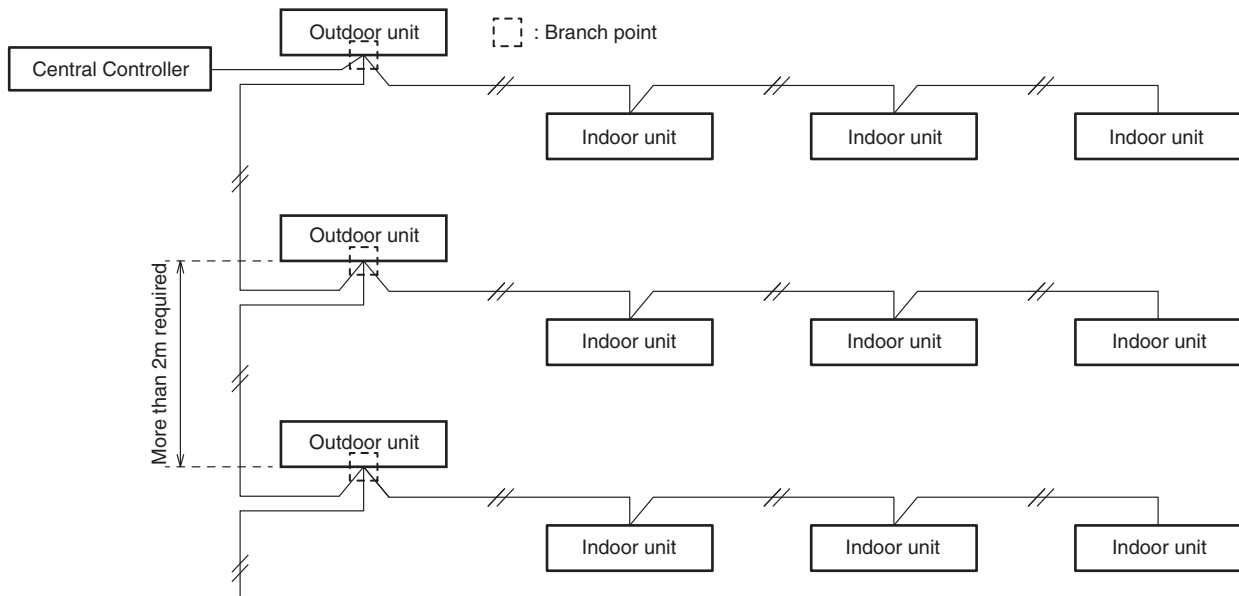 Outdoor unit
: Branch point
Central Controller
Indoor unit
Indoor unit
Indoor unit
Outdoor unit
More than 2m required
Indoor unit
Indoor unit
Indoor unit
Outdoor unit
Indoor unit
Indoor unit
Indoor unit